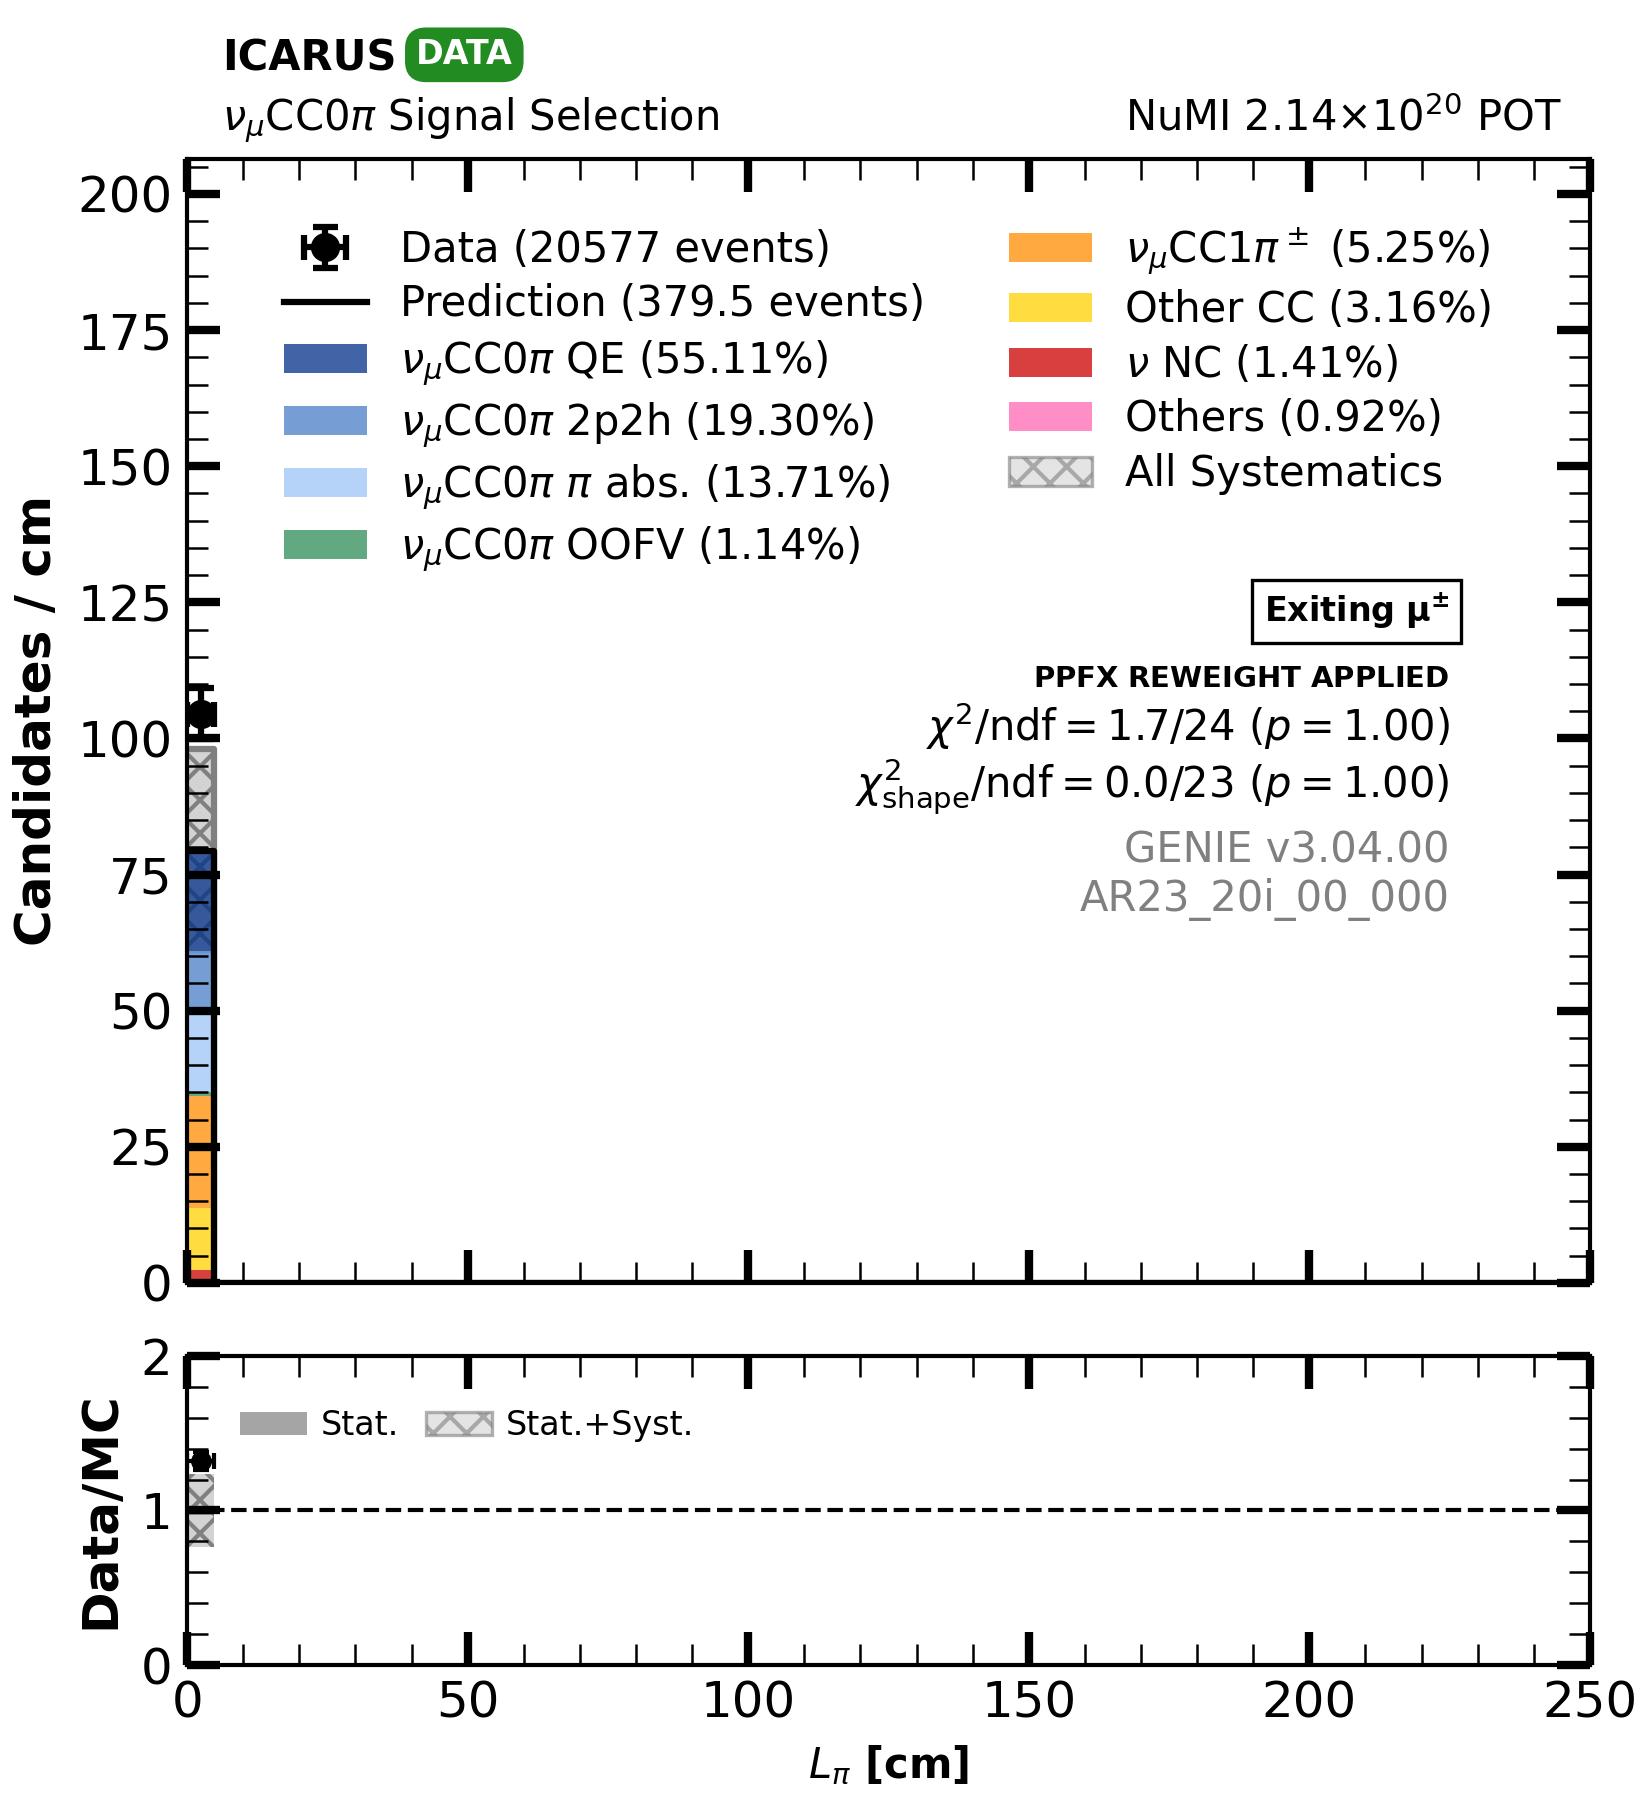 ICARUS DATA
νμCC0π Signal Selection
NuMI 2.14×10²⁰ POT
Candidates / cm
200
175
150
125
100
75
50
25
0
Data (20577 events)
Prediction (379.5 events)
νμCC0π QE (55.11%)
νμCC0π 2p2h (19.30%)
νμCC0π π abs. (13.71%)
νμCC0π OOFV (1.14%)
νμCC1π± (5.25%)
Other CC (3.16%)
ν NC (1.41%)
Others (0.92%)
All Systematics
Exiting μ±
PPFX REWEIGHT APPLIED
χ²/ndf = 1.7/24 (p = 1.00)
χ²shape/ndf = 0.0/23 (p = 1.00)
GENIE v3.04.00
AR23_20i_00_000
Data/MC
2
1
0
Stat.
Stat.+Syst.
0 50 100 150 200 250
Lπ [cm]